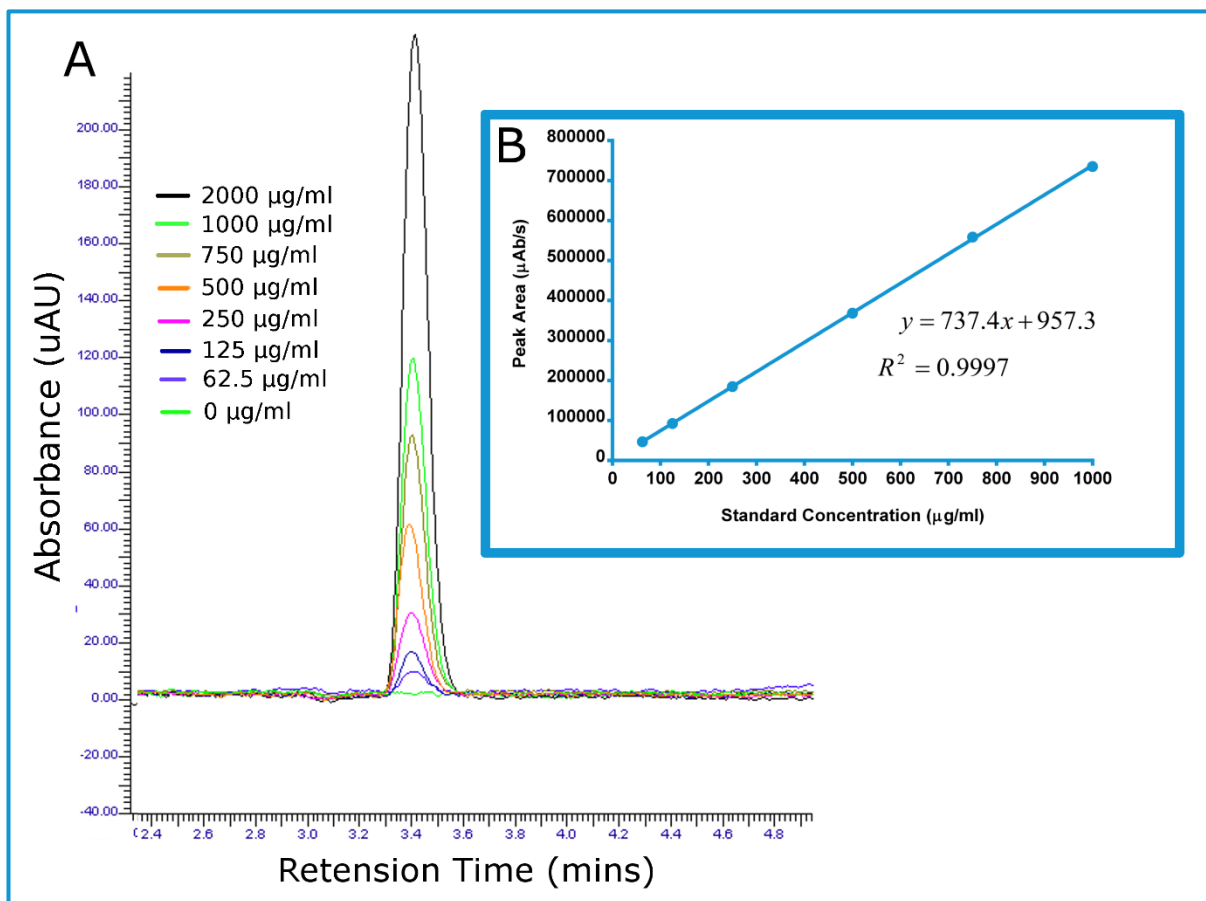 A
Absorbance (uAU)
200.00
180.00
160.00
140.00
120.00
100.00
80.00
60.00
40.00
20.00
0.00
-20.00
-40.00
2000 µg/ml
1000 µg/ml
750 µg/ml
500 µg/ml
250 µg/ml
125 µg/ml
62.5 µg/ml
0 µg/ml
2.4 2.6 2.8 3.0 3.2 3.4 3.6 3.8 4.0 4.2 4.4 4.6 4.8
Retension Time (mins)
B
Peak Area (µAb/s)
800000
700000
600000
500000
400000
300000
200000
100000
0
y = 737.4x + 957.3
R² = 0.9997
0 100 200 300 400 500 600 700 800 900 1000
Standard Concentration (µg/ml)